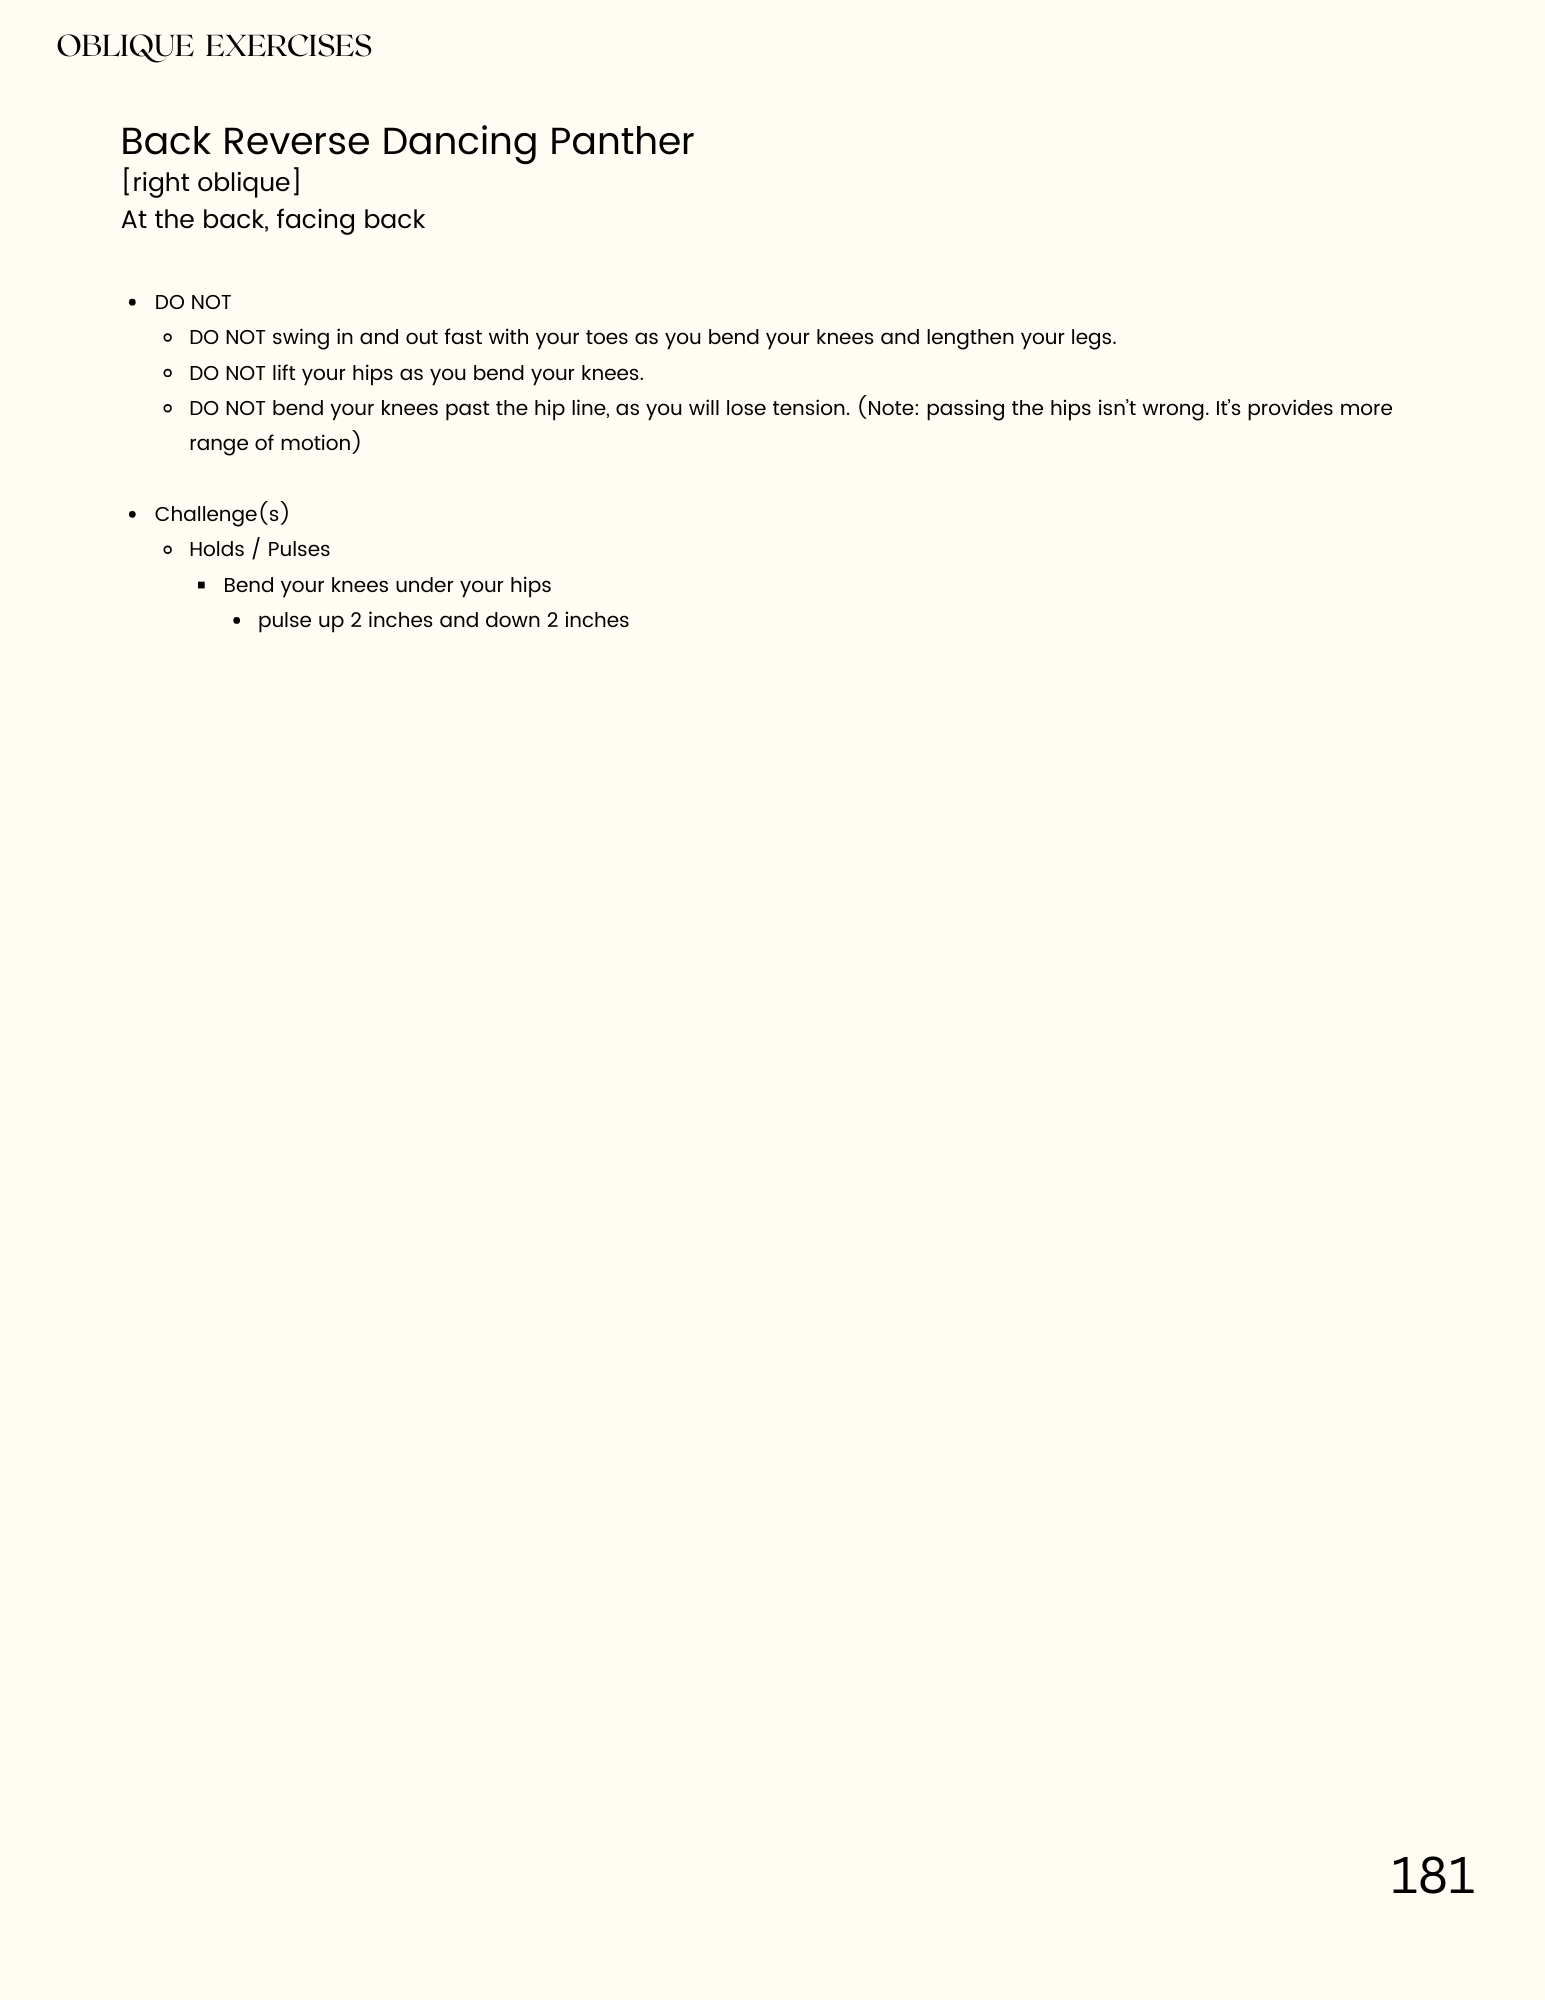 OBLIQUE EXERCISES
Back Reverse Dancing Panther
[right oblique]
At the back, facing back
• DO NOT
◦ DO NOT swing in and out fast with your toes as you bend your knees and lengthen your legs.
◦ DO NOT lift your hips as you bend your knees.
◦ DO NOT bend your knees past the hip line, as you will lose tension. (Note: passing the hips isn’t wrong. It’s provides more
range of motion)
• Challenge(s)
◦ Holds / Pulses
▪ Bend your knees under your hips
• pulse up 2 inches and down 2 inches
181